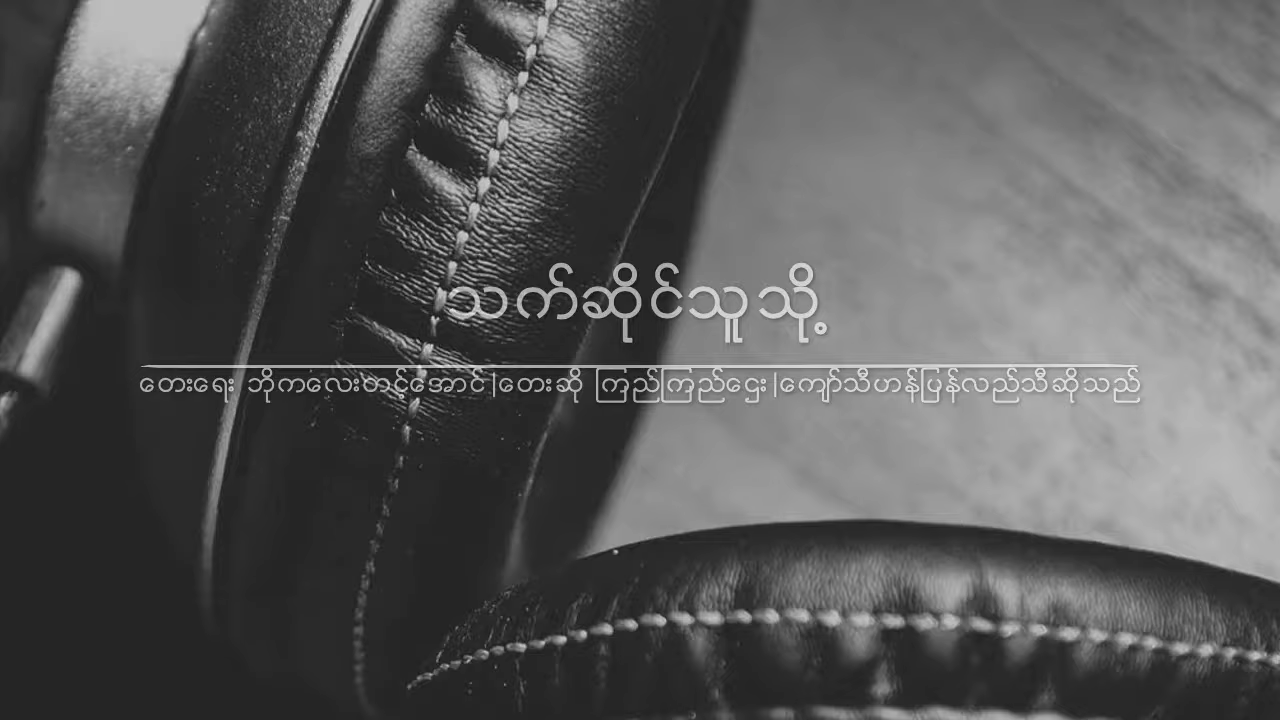 သက်ဆိုင်သူသို့
တေးရေး ဘိုကလေးတင့်အောင်|တေးဆို ကြည်ကြည်ဌေး|ကျော်သီဟန်ပြန်လည်သီဆိုသည်